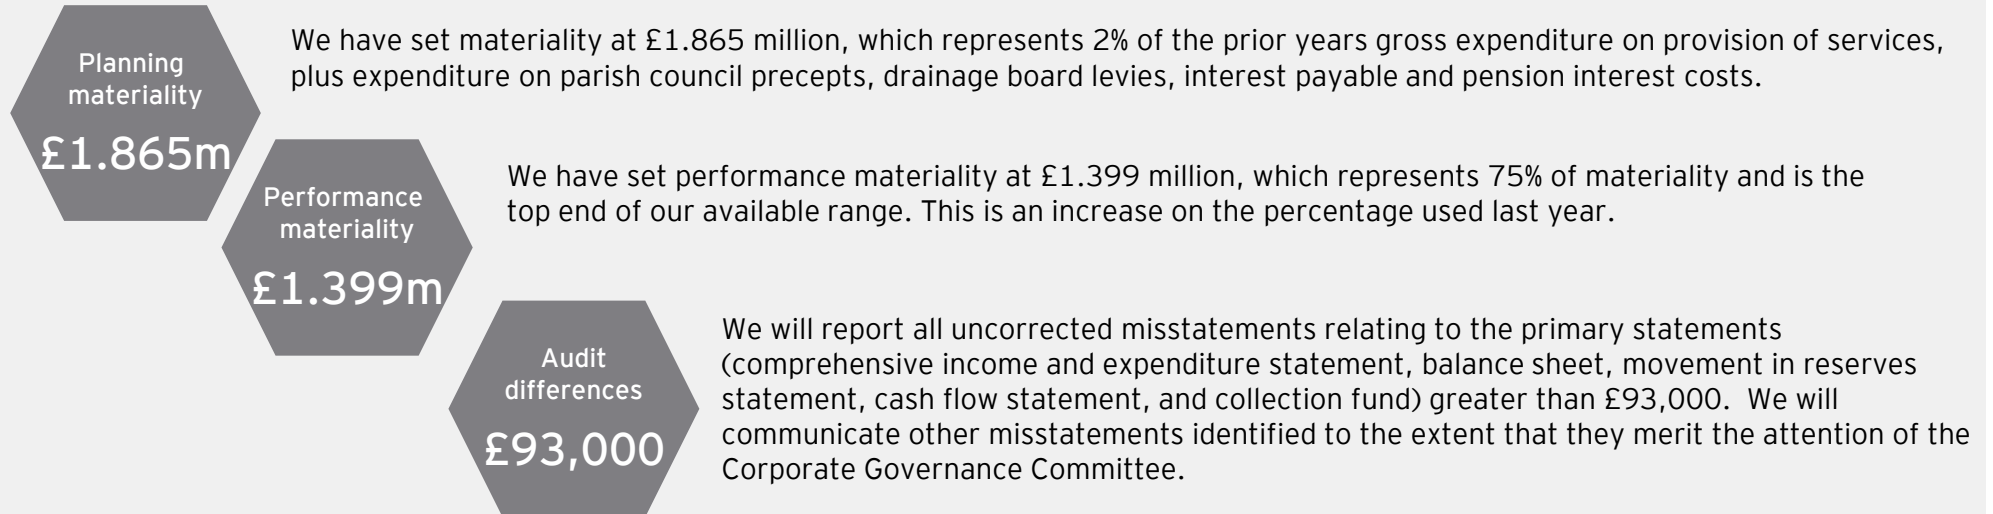 Planning
materiality
£1.865m
We have set materiality at £1.865 million, which represents 2% of the prior years gross expenditure on provision of services,
plus expenditure on parish council precepts, drainage board levies, interest payable and pension interest costs.
Performance
materiality
£1.399m
We have set performance materiality at £1.399 million, which represents 75% of materiality and is the
top end of our available range. This is an increase on the percentage used last year.
Audit
differences
£93,000
We will report all uncorrected misstatements relating to the primary statements
(comprehensive income and expenditure statement, balance sheet, movement in reserves
statement, cash flow statement, and collection fund) greater than £93,000.  We will
communicate other misstatements identified to the extent that they merit the attention of the
Corporate Governance Committee.